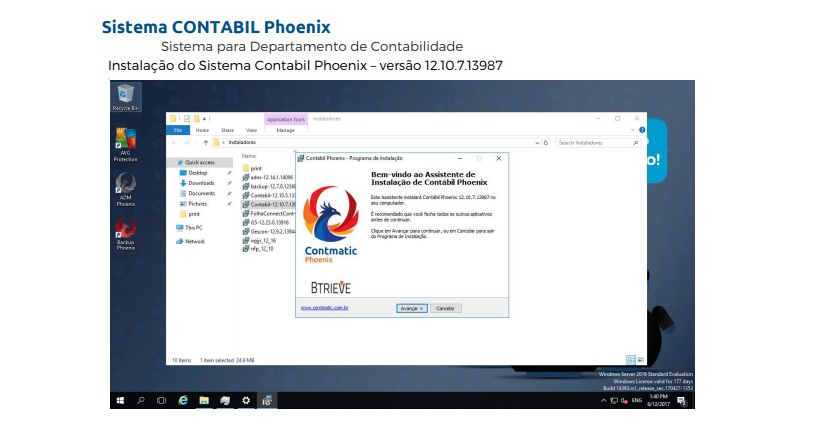 Sistema CONTABIL Phoenix
Sistema para Departamento de Contabilidade
Instalação do Sistema Contabil Phoenix – versão 12.10.7.13987
Recycle Bin
AVG
Protection
ADM
Phoenix
Backup
Phoenix
Application Tools
Instaladores
File Home Share View Manage
Instaladores
Search Instaladores
Quick access
Desktop
Downloads
Documents
Pictures
print
This PC
Network
Name
print
adm-12.14.1.14096
backup-12.7.0.1238
Contabil-12.10.5.13
Contabil-12.10.7.13
FolhaConnectCont
G5-12.23.0.13916
Gescon-12.9.2.1394
nfp_12_10
Contábil Phoenix - Programa de Instalação
Bem-vindo ao Assistente de
Instalação de Contábil Phoenix
Este Assistente instalará Contábil Phoenix 12.10.7.13987 no
seu computador.
É recomendado que você feche todos os outros aplicativos
antes de continuar.
Clique em Avançar para continuar, ou em Cancelar para sair
do Programa de Instalação.
Contmatic
Phoenix
BTRIEVE
www.contmatic.com.br
Avançar >
Cancelar
o!
10 items 1 item selected 24.9 MB
Windows Server 2016 Standard Evaluation
Windows License valid for 177 days
Build 14393.rs1_release_sec.170427-1353
ENG
1:40 PM
6/12/2017